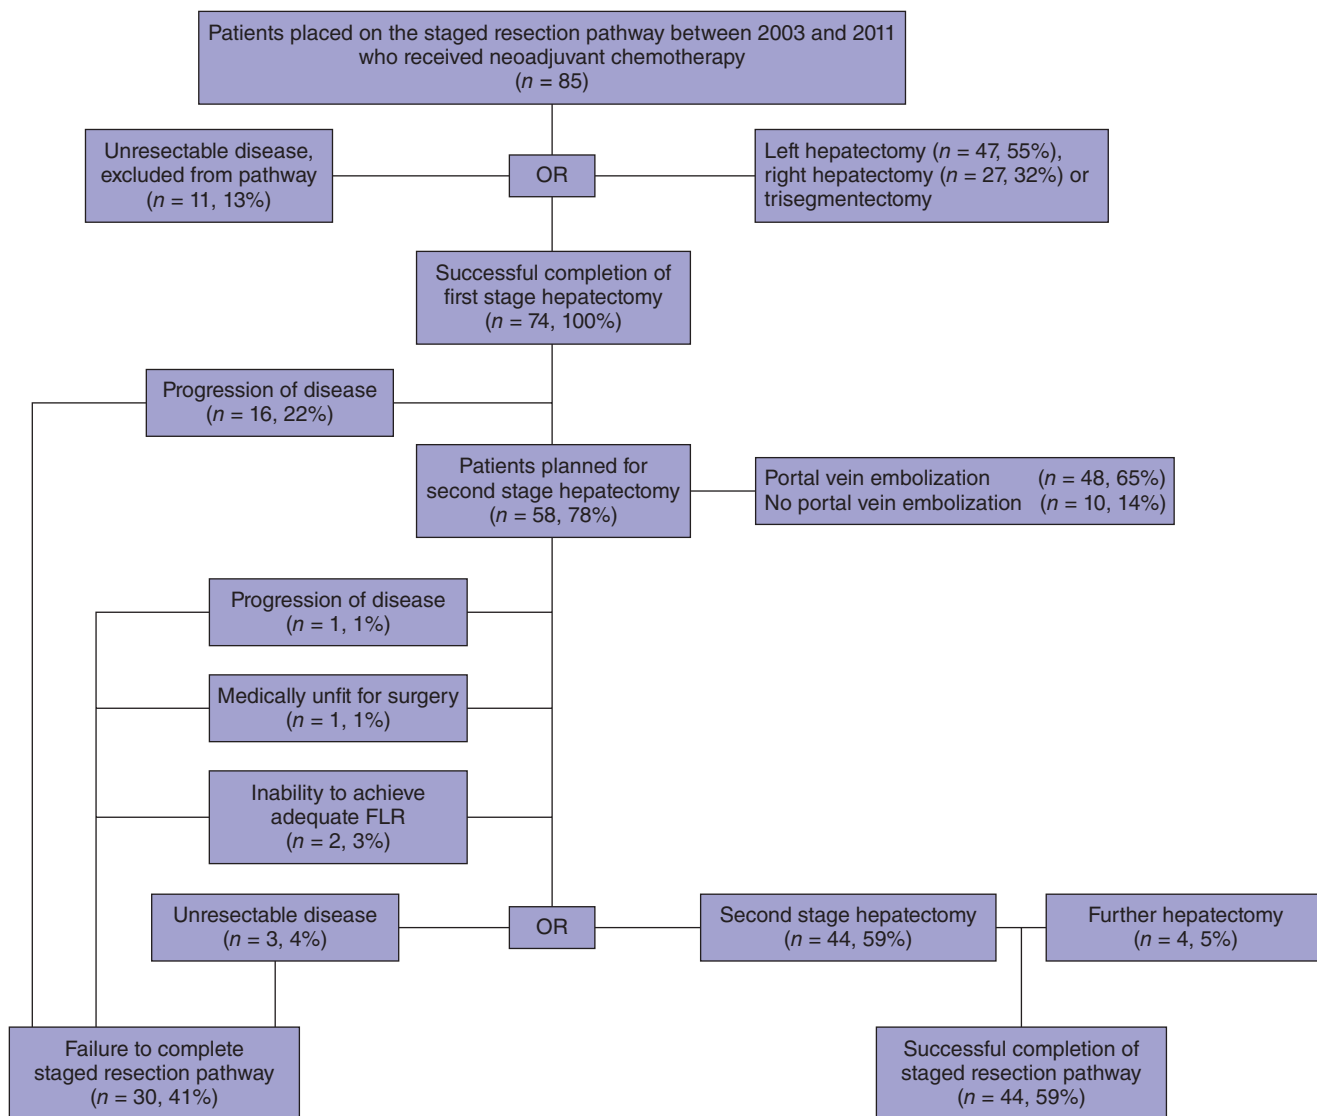 Patients placed on the staged resection pathway between 2003 and 2011
who received neoadjuvant chemotherapy
(n = 85)
Unresectable disease,
excluded from pathway
(n = 11, 13%)
OR
Left hepatectomy (n = 47, 55%),
right hepatectomy (n = 27, 32%) or
trisegmentectomy
Successful completion of
first stage hepatectomy
(n = 74, 100%)
Progression of disease
(n = 16, 22%)
Patients planned for
second stage hepatectomy
(n = 58, 78%)
Portal vein embolization (n = 48, 65%)
No portal vein embolization (n = 10, 14%)
Progression of disease
(n = 1, 1%)
Medically unfit for surgery
(n = 1, 1%)
Inability to achieve
adequate FLR
(n = 2, 3%)
Unresectable disease
(n = 3, 4%)
OR
Second stage hepatectomy
(n = 44, 59%)
Further hepatectomy
(n = 4, 5%)
Failure to complete
staged resection pathway
(n = 30, 41%)
Successful completion of
staged resection pathway
(n = 44, 59%)